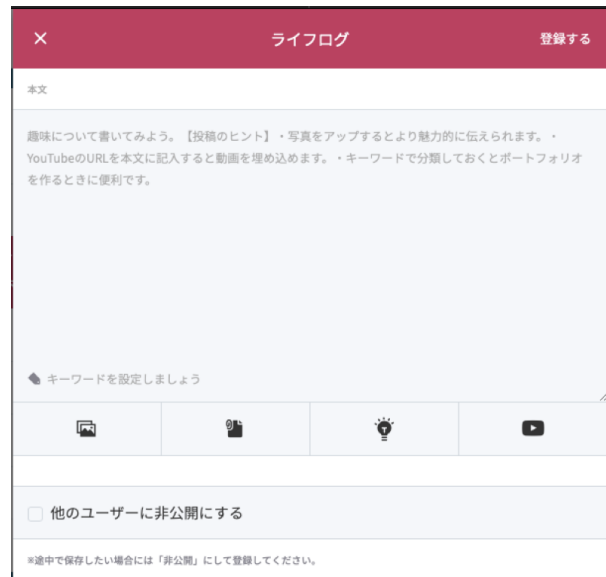 ライフログ
登録する
本文
趣味について書いてみよう。【投稿のヒント】・写真をアップするとより魅力的に伝えられます。・
YouTubeのURLを本文に記入すると動画を埋め込めます。・キーワードで分類しておくとポートフォリオ
を作るときに便利です。
キーワードを設定しましょう
他のユーザーに非公開にする
※途中で保存したい場合には「非公開」にして登録してください。